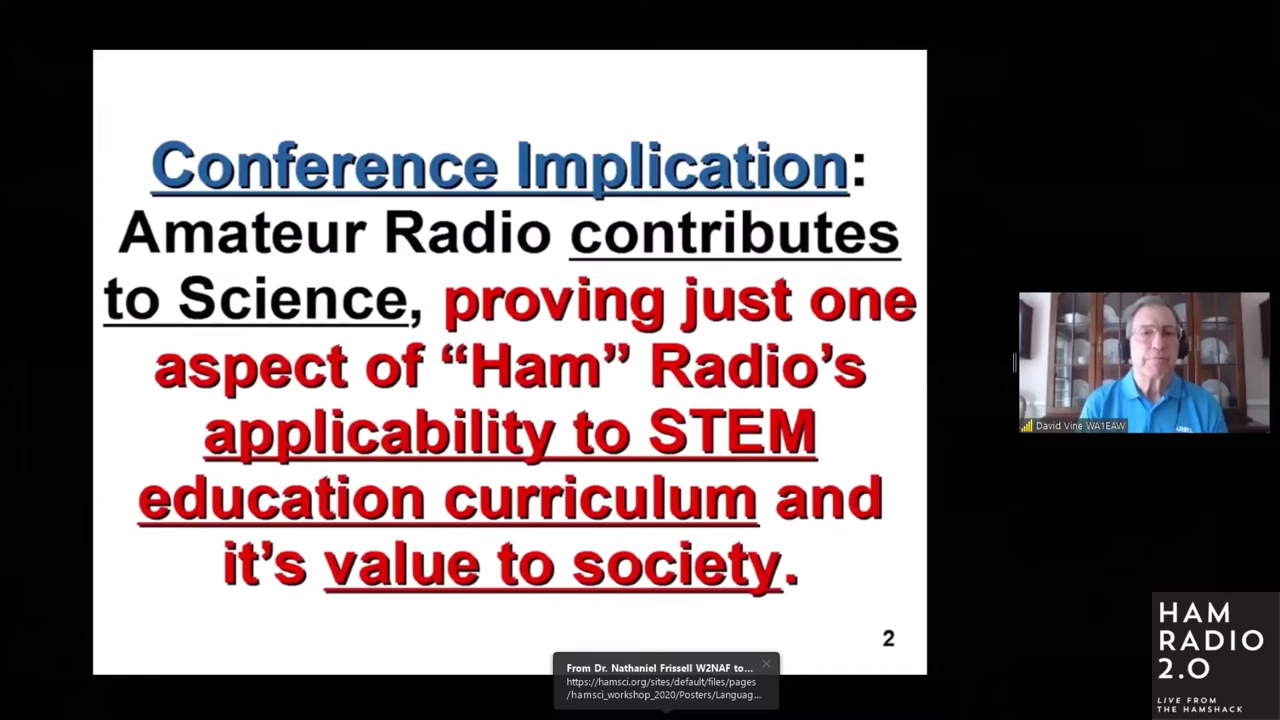 Conference Implication:
Amateur Radio contributes
to Science, proving just one
aspect of “Ham” Radio’s
applicability to STEM
education curriculum and
it’s value to society.
2
David Vine WA1EAW
From Dr. Nathaniel Frissell W2NAF to...
https://hamsci.org/sites/default/files/pages
/hamsci_workshop_2020/Posters/Languag...
HAM
RADIO
2.0
LIVE FROM
THE HAMSHACK